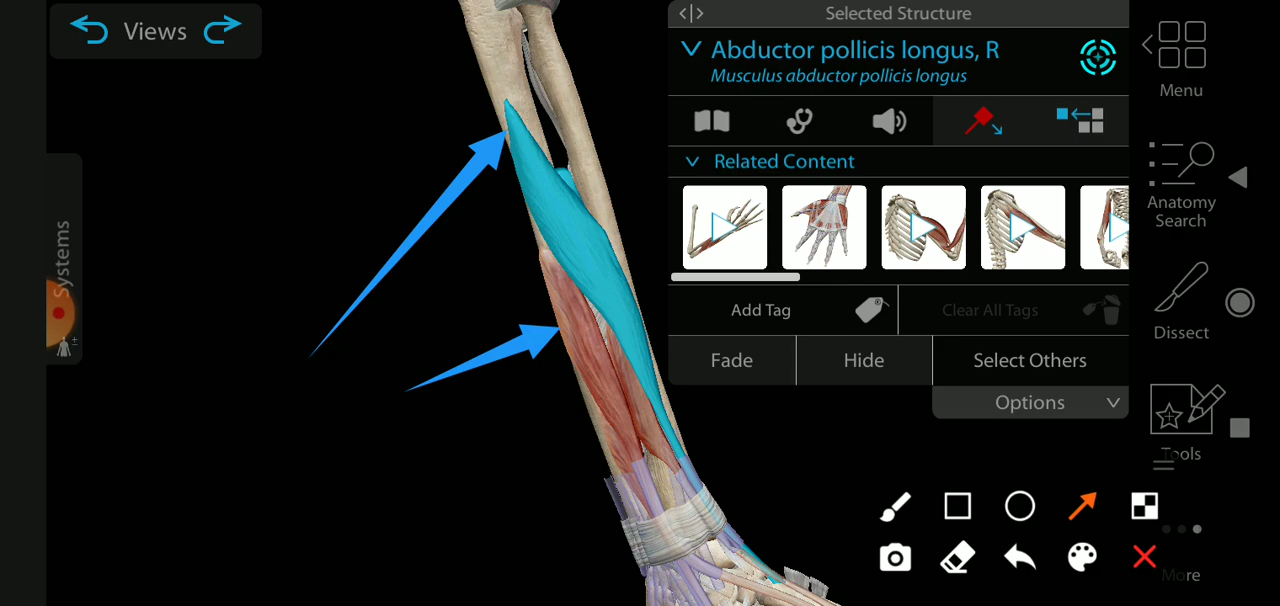 Views
Systems
Selected Structure
Abductor pollicis longus, R
Musculus abductor pollicis longus
Related Content
Add Tag
Clear All Tags
Fade
Hide
Select Others
Options
Menu
Anatomy
Search
Dissect
Tools
More